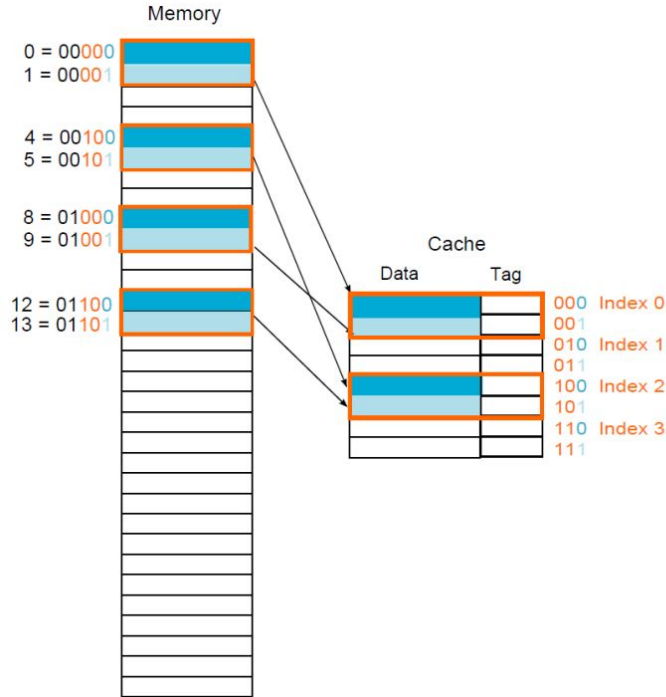 Memory
0 = 00000
1 = 00001
4 = 00100
5 = 00101
8 = 01000
9 = 01001
12 = 01100
13 = 01101
Cache
Data Tag
000 Index 0
001
010 Index 1
011
100 Index 2
101
110 Index 3
111